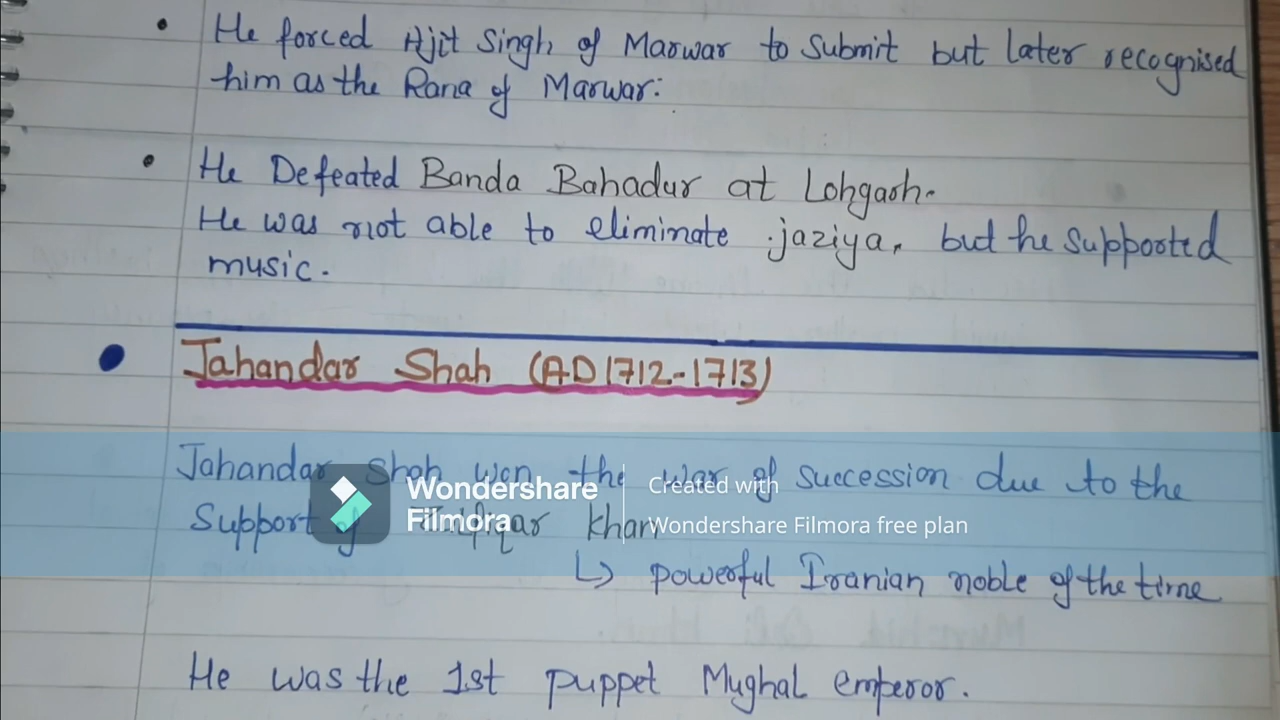 • He forced Ajit Singh of Marwar to submit but later recognised
him as the Rana of Marwar:
• He Defeated Banda Bahadur at Lohgarh.
He was not able to eliminate jaziya, but he supported
music.
• Jahandar Shah (AD 1712-1713)
Jahandar Shah won the war of succession due to the
Support of Khan
Wondershare
Filmora
Created with
Wondershare Filmora free plan
↳ powerful Iranian noble of the time
He was the 1st puppet Mughal emperor.